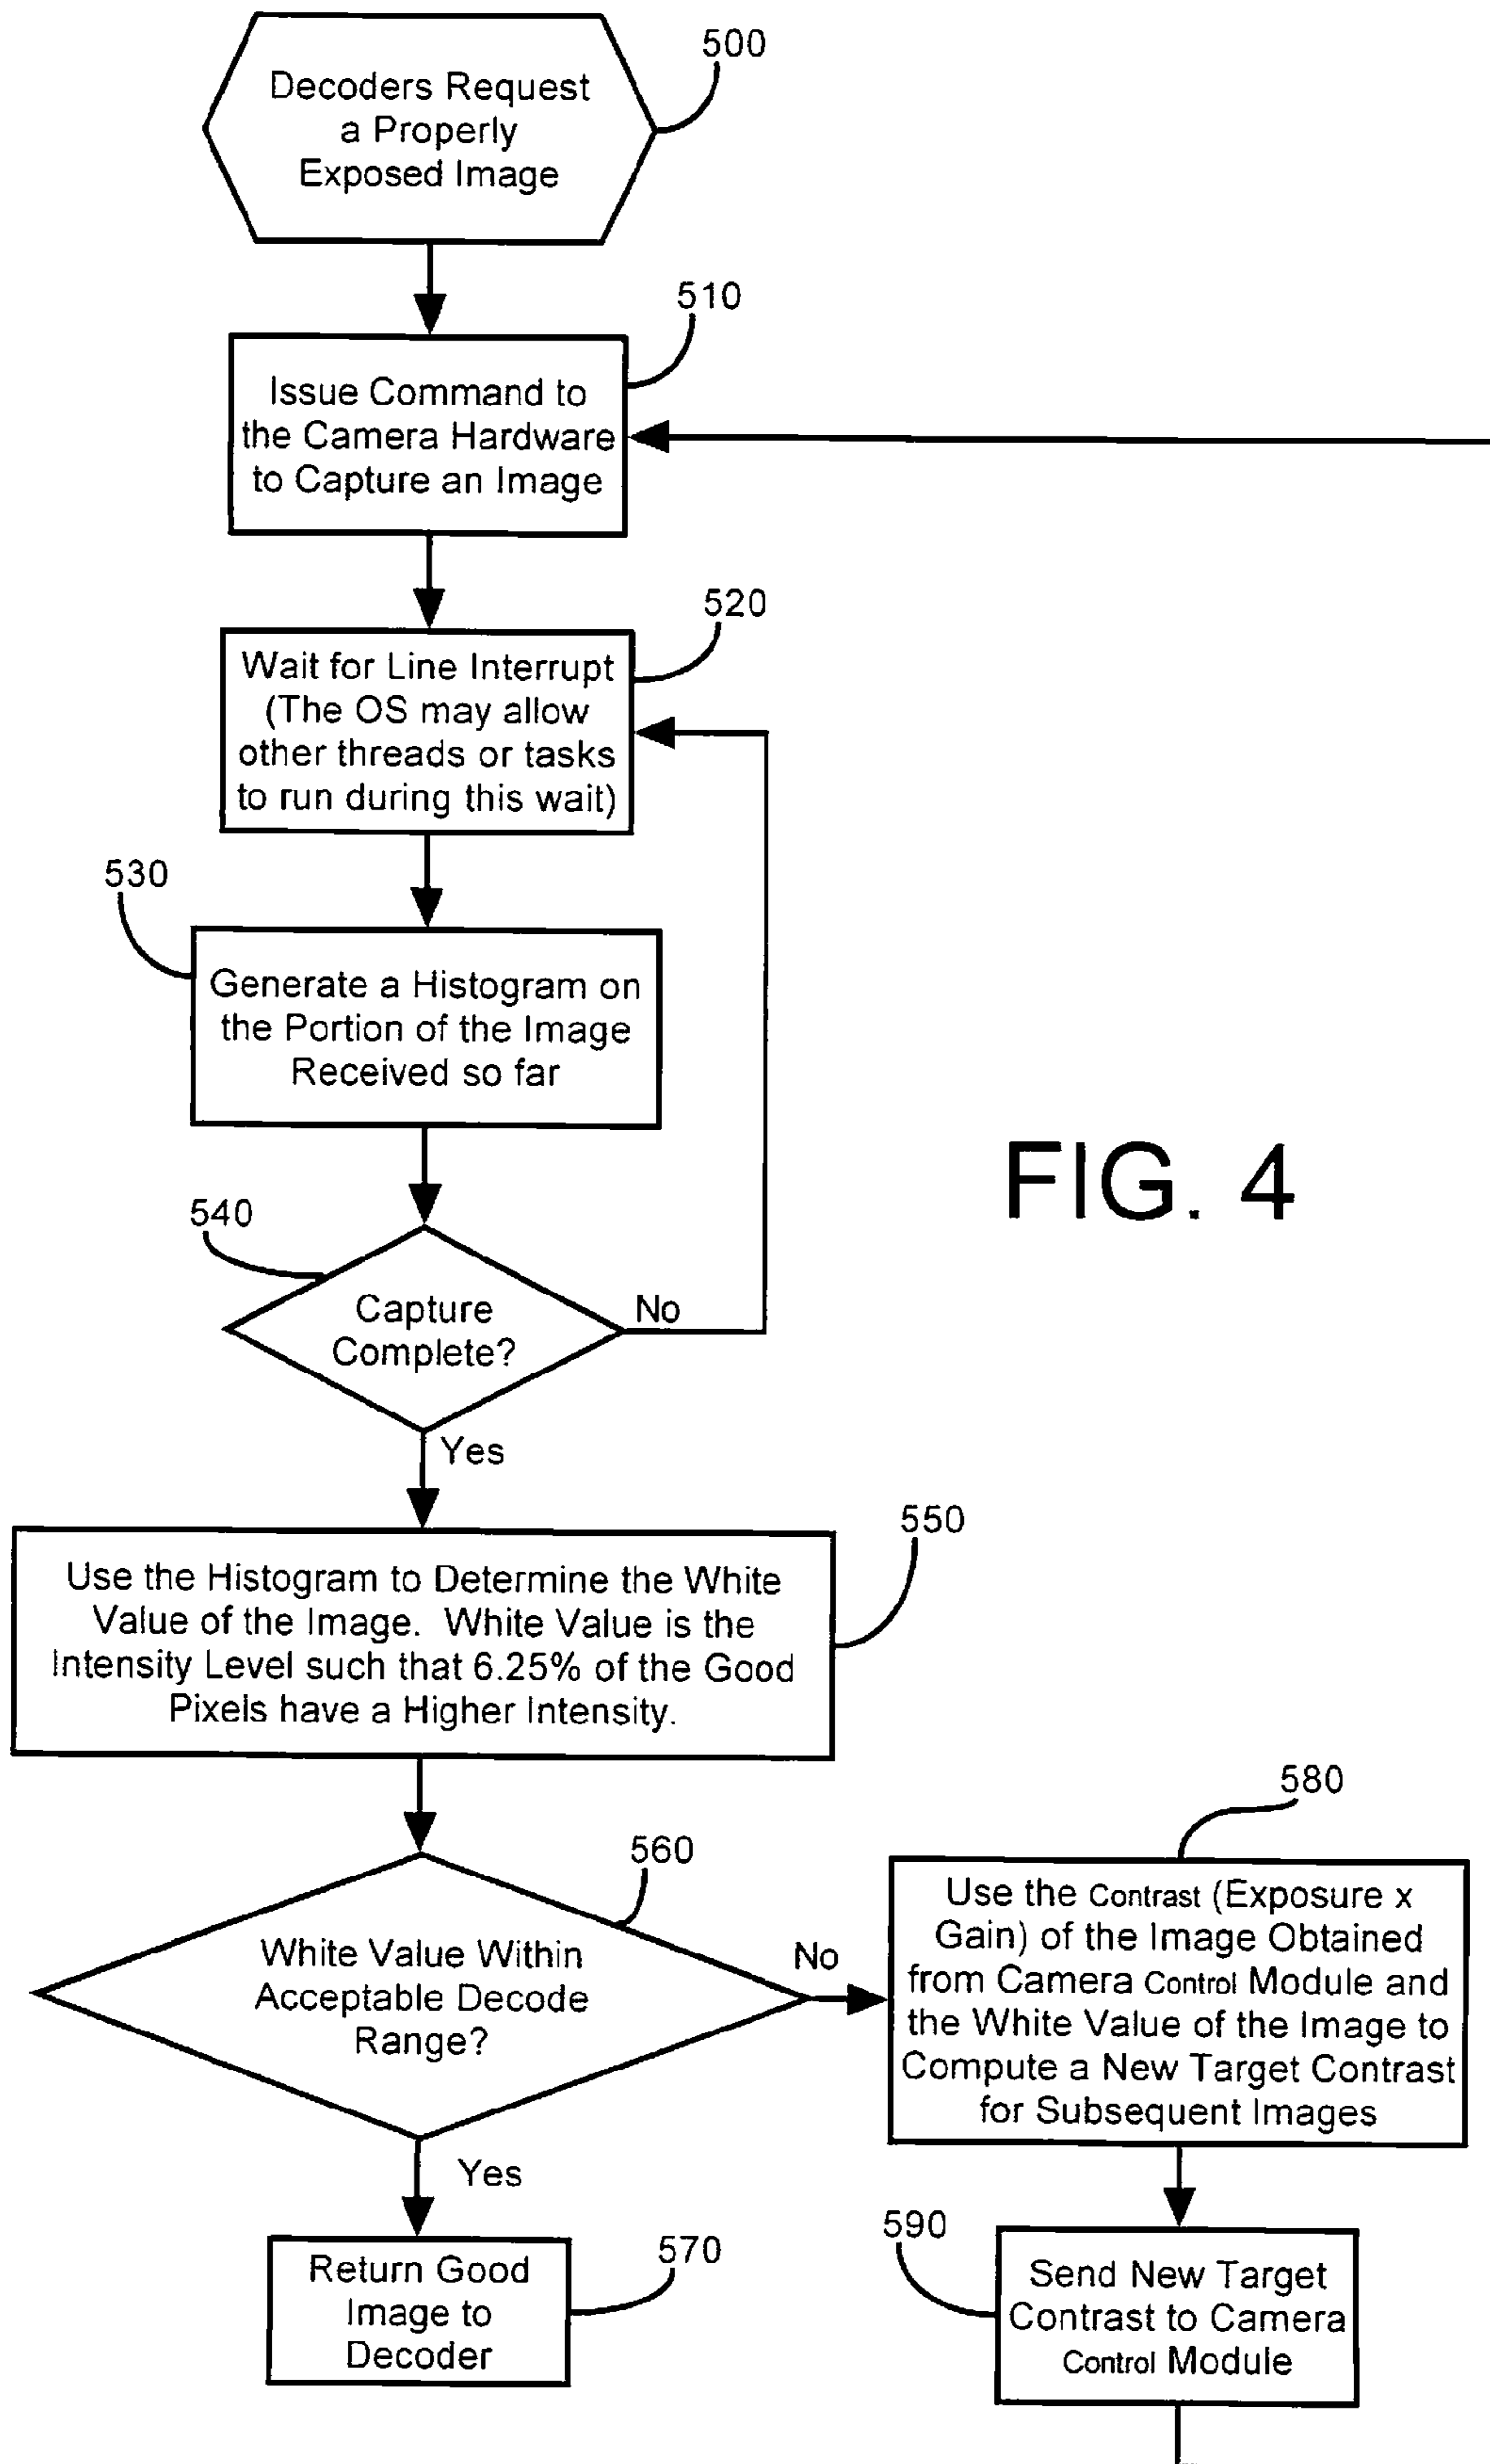 500
Decoders Request
a Properly
Exposed Image
510
Issue Command to
the Camera Hardware
to Capture an Image
520
Wait for Line Interrupt
(The OS may allow
other threads or tasks
to run during this wait)
530
Generate a Histogram on
the Portion of the Image
Received so far
FIG. 4
540
Capture
Complete?
No
Yes
550
Use the Histogram to Determine the White
Value of the Image. White Value is the
Intensity Level such that 6.25% of the Good
Pixels have a Higher Intensity.
560
White Value Within
Acceptable Decode
Range?
No
Yes
580
Use the Contrast (Exposure x
Gain) of the Image Obtained
from Camera Control Module and
the White Value of the Image to
Compute a New Target Contrast
for Subsequent Images
570
Return Good
Image to
Decoder
590
Send New Target
Contrast to Camera
Control Module